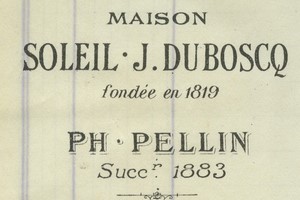 MAISON
SOLEIL · J. DUBOSCQ
fondée en 1819
PH · PELLIN
Succr. 1883